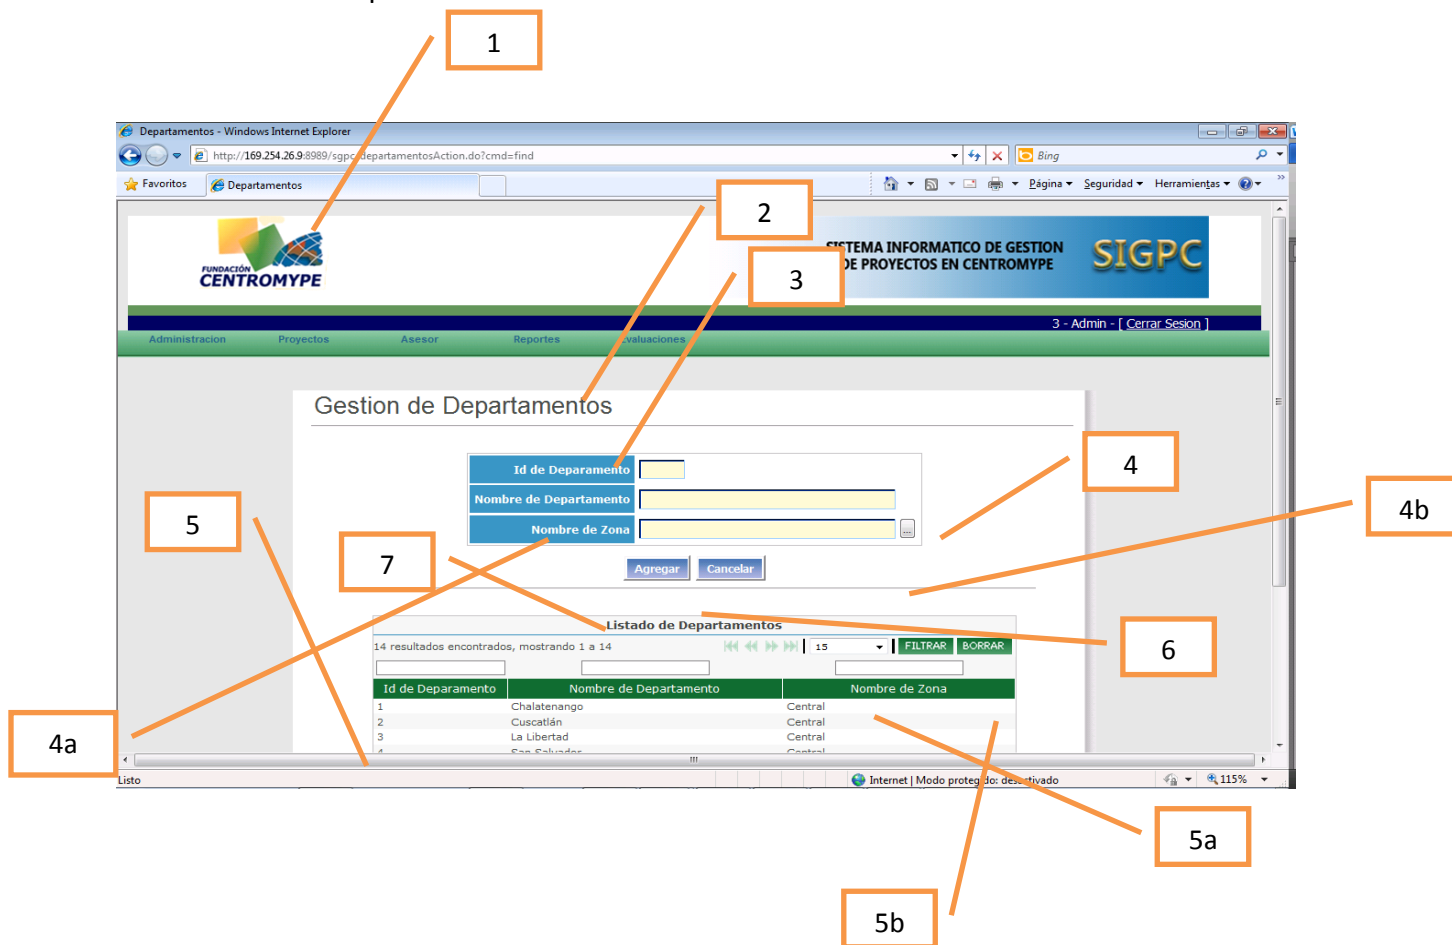 1
Departamentos - Windows Internet Explorer
http://169.254.26.9:8989/sgpc/departamentosAction.do?cmd=find
Bing
Favoritos
Departamentos
Página
Seguridad
Herramientas
2
FUNDACIÓN
CENTROMYPE
SISTEMA INFORMATICO DE GESTION
DE PROYECTOS EN CENTROMYPE
SIGPC
3
3 - Admin - [ Cerrar Sesion ]
Administracion Proyectos Asesor Reportes Evaluaciones
Gestion de Departamentos
4
Id de Deparamento
Nombre de Departamento
4b
5
Nombre de Zona
...
7
Agregar Cancelar
Listado de Departamentos
6
14 resultados encontrados, mostrando 1 a 14
15
FILTRAR BORRAR
Id de Deparamento Nombre de Departamento Nombre de Zona
1 Chalatenango Central
2 Cuscatlán Central
3 La Libertad Central
4 San Salvador Central
4a
Listo
Internet | Modo protegido: desactivado
115%
5a
5b